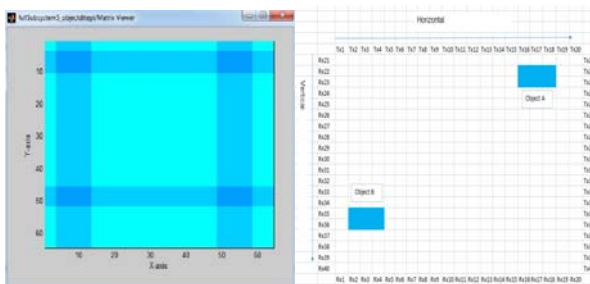 Matrix Viewer
10
20
30
40
50
60
Y-axis
10 20 30 40 50 60
X-axis
Horizontal
Tx1 Tx2 Tx3 Tx4 Tx5 Tx6 Tx7 Tx8 Tx9 Tx10 Tx11 Tx12 Tx13 Tx14 Tx15 Tx16 Tx17 Tx18 Tx19 Tx20
Vertical
Rx21
Rx22
Rx23
Rx24
Rx25
Rx26
Rx27
Rx28
Rx29
Rx30
Rx31
Rx32
Rx33
Rx34
Rx35
Rx36
Rx37
Rx38
Rx39
Rx40
Object A
Object B
Rx1 Rx2 Rx3 Rx4 Rx5 Rx6 Rx7 Rx8 Rx9 Rx10 Rx11 Rx12 Rx13 Rx14 Rx15 Rx16 Rx17 Rx18 Rx19 Rx20